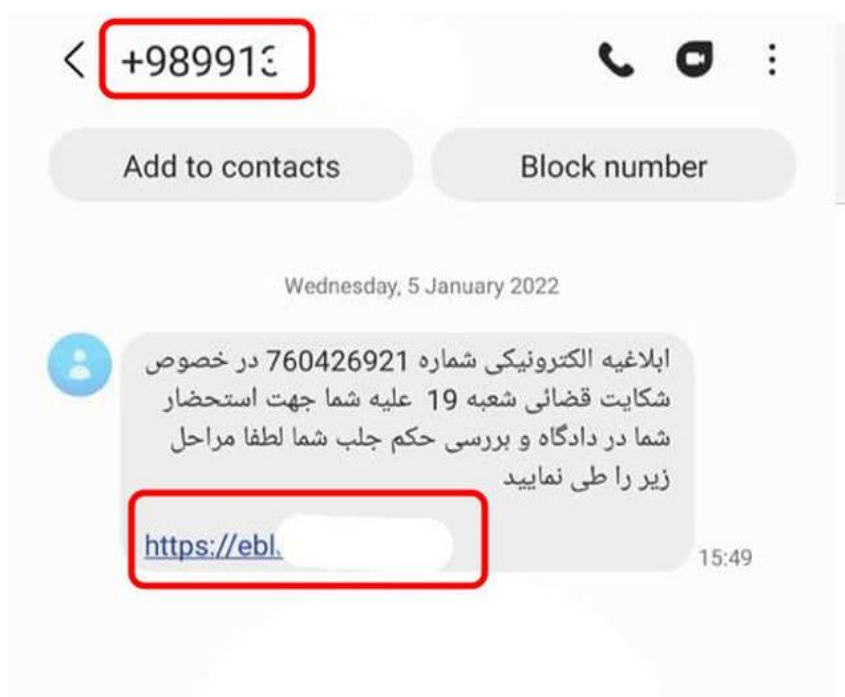 +989913
Add to contacts
Block number
Wednesday, 5 January 2022
ابلاغیه الکترونیکی شماره 760426921 در خصوص
شکایت قضائی شعبه 19 علیه شما جهت استحضار
شما در دادگاه و بررسی حکم جلب شما لطفا مراحل
زیر را طی نمایید
https://ebl.
15:49